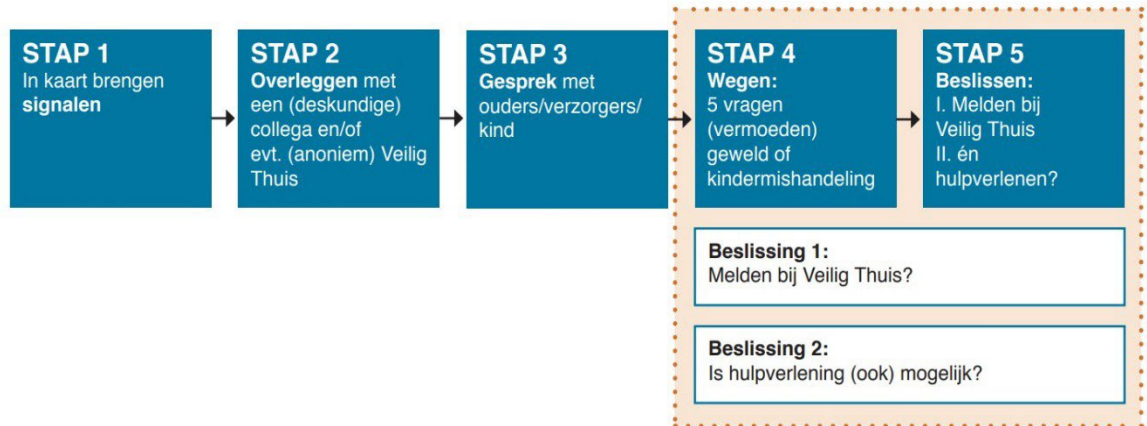 STAP 1
In kaart brengen
signalen
STAP 2
Overleggen met
een (deskundige)
collega en/of
evt. (anoniem) Veilig
Thuis
STAP 3
Gesprek met
ouders/verzorgers/
kind
STAP 4
Wegen:
5 vragen
(vermoeden)
geweld of
kindermishandeling
STAP 5
Beslissen:
I. Melden bij
Veilig Thuis
II. én
hulpverlenen?
Beslissing 1:
Melden bij Veilig Thuis?
Beslissing 2:
Is hulpverlening (ook) mogelijk?